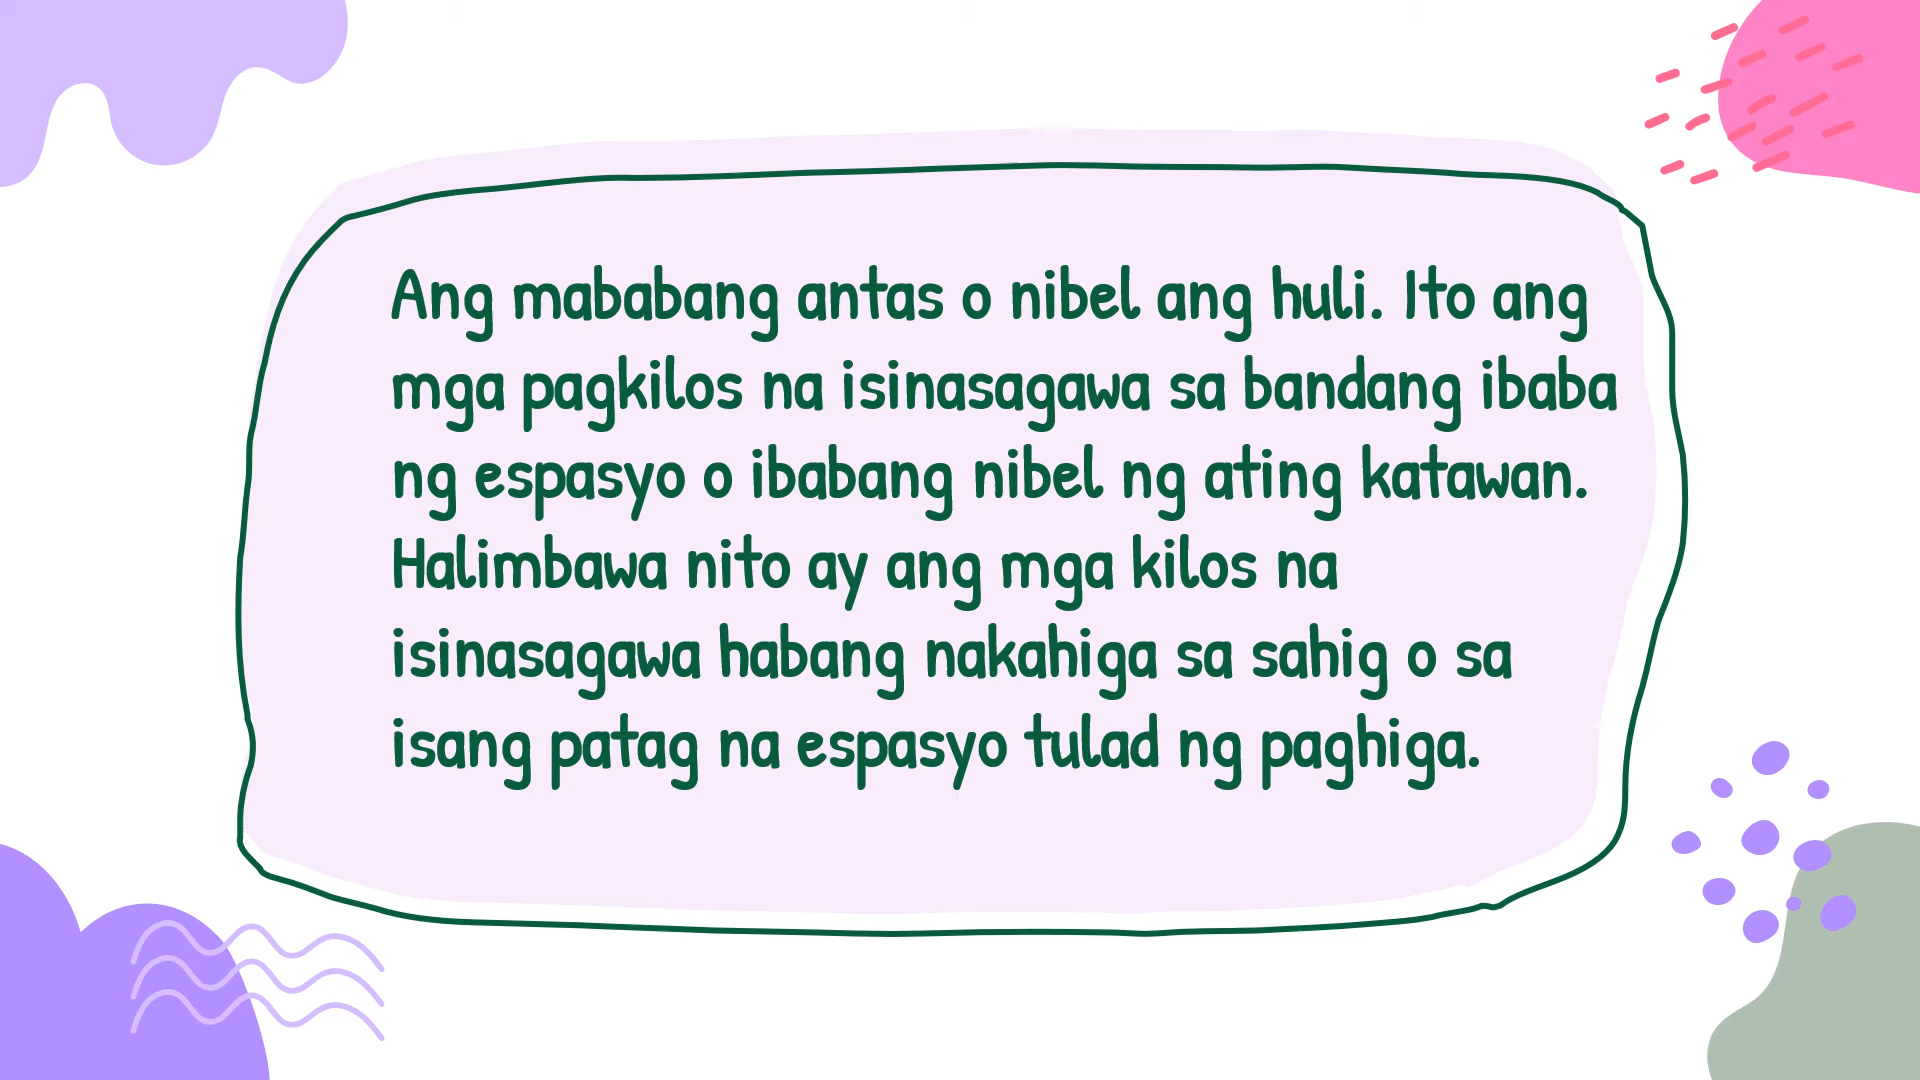 Ang mababang antas o nibel ang huli. Ito ang
mga pagkilos na isinasagawa sa bandang ibaba
ng espasyo o ibabang nibel ng ating katawan.
Halimbawa nito ay ang mga kilos na
isinasagawa habang nakahiga sa sahig o sa
isang patag na espasyo tulad ng paghiga.